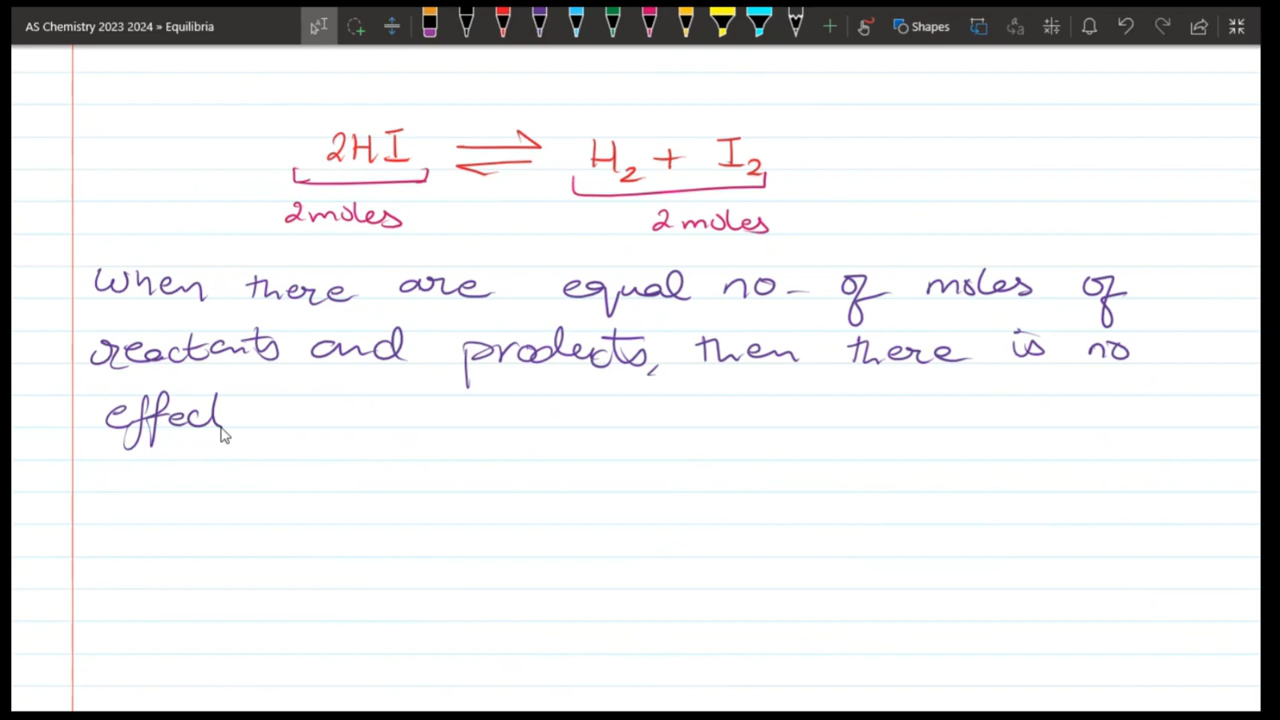 AS Chemistry 2023 2024 » Equilibria
Shapes
2HI ⇌ H₂ + I₂
2moles 2 moles
When there are equal no- of moles of
reactants and products, then there is no
effect